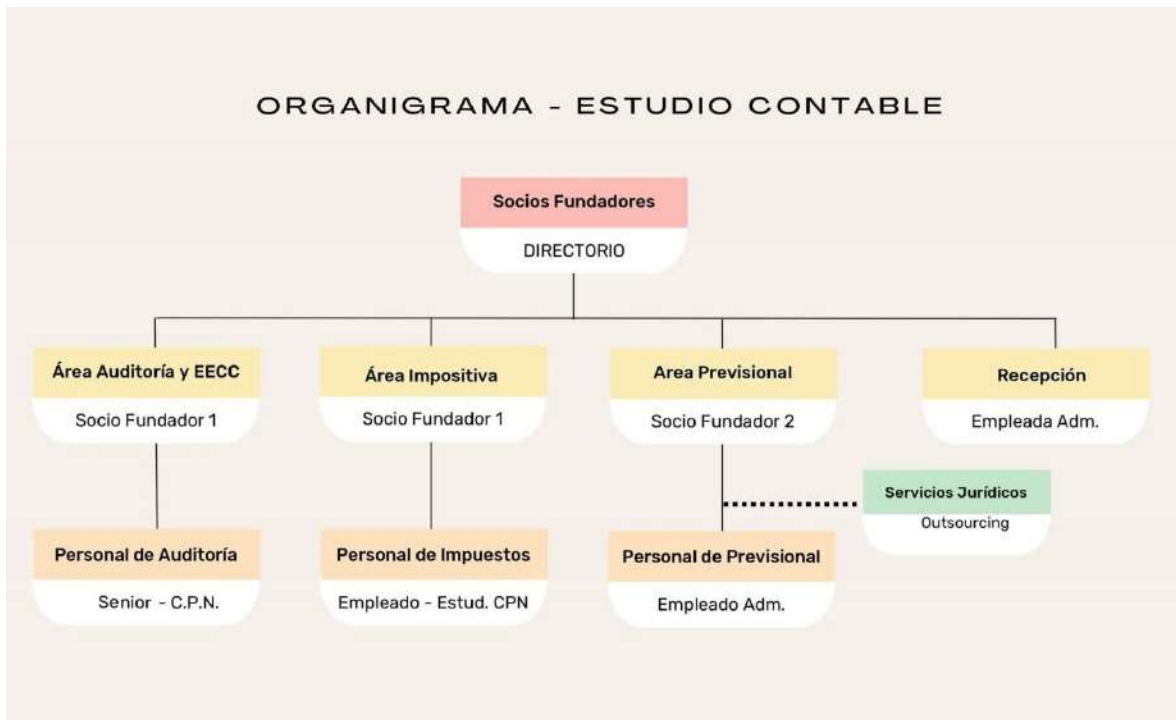 ORGANIGRAMA - ESTUDIO CONTABLE
Socios Fundadores
DIRECTORIO
Área Auditoría y EECC
Socio Fundador 1
Área Impositiva
Socio Fundador 1
Area Previsional
Socio Fundador 2
Recepción
Empleada Adm.
Servicios Jurídicos
Outsourcing
Personal de Auditoría
Senior - C.P.N.
Personal de Impuestos
Empleado - Estud. CPN
Personal de Previsional
Empleado Adm.